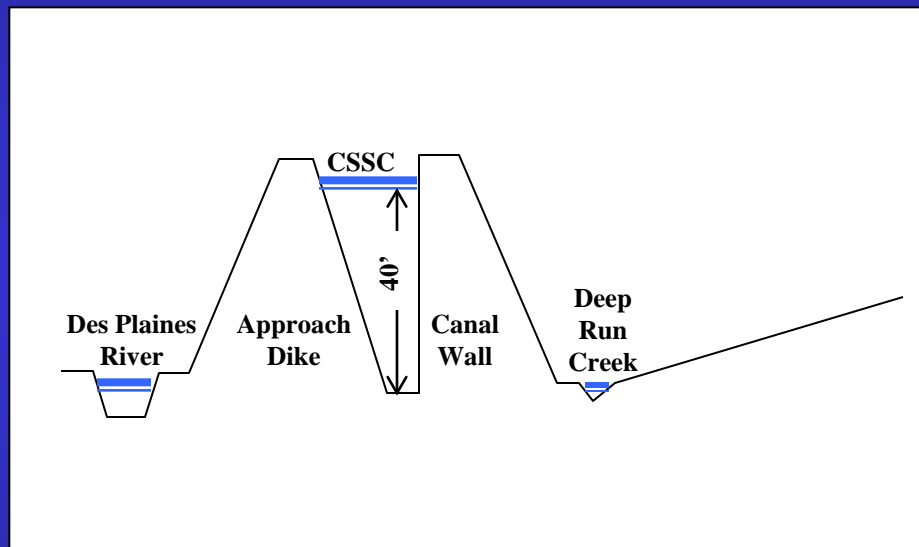 CSSC
40’
Des Plaines
River
Approach
Dike
Canal
Wall
Deep
Run
Creek